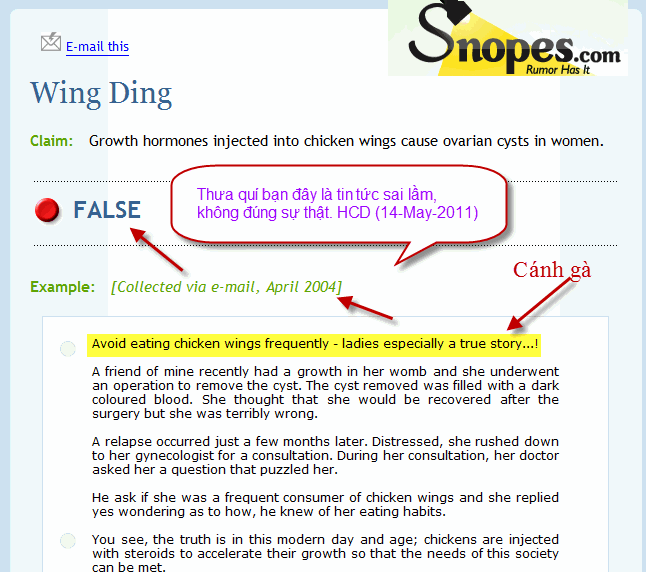 Snopes.com
Rumor Has It
E-mail this
Wing Ding
Claim: Growth hormones injected into chicken wings cause ovarian cysts in women.
Thưa quí bạn đây là tin tức sai lầm,
không đúng sự thật. HCD (14-May-2011)
FALSE
Cánh gà
Example: [Collected via e-mail, April 2004]
Avoid eating chicken wings frequently - ladies especially a true story...!
A friend of mine recently had a growth in her womb and she underwent
an operation to remove the cyst. The cyst removed was filled with a dark
coloured blood. She thought that she would be recovered after the
surgery but she was terribly wrong.
A relapse occurred just a few months later. Distressed, she rushed down
to her gynecologist for a consultation. During her consultation, her doctor
asked her a question that puzzled her.
He ask if she was a frequent consumer of chicken wings and she replied
yes wondering as to how, he knew of her eating habits.
You see, the truth is in this modern day and age; chickens are injected
with steroids to accelerate their growth so that the needs of this society
can be met.